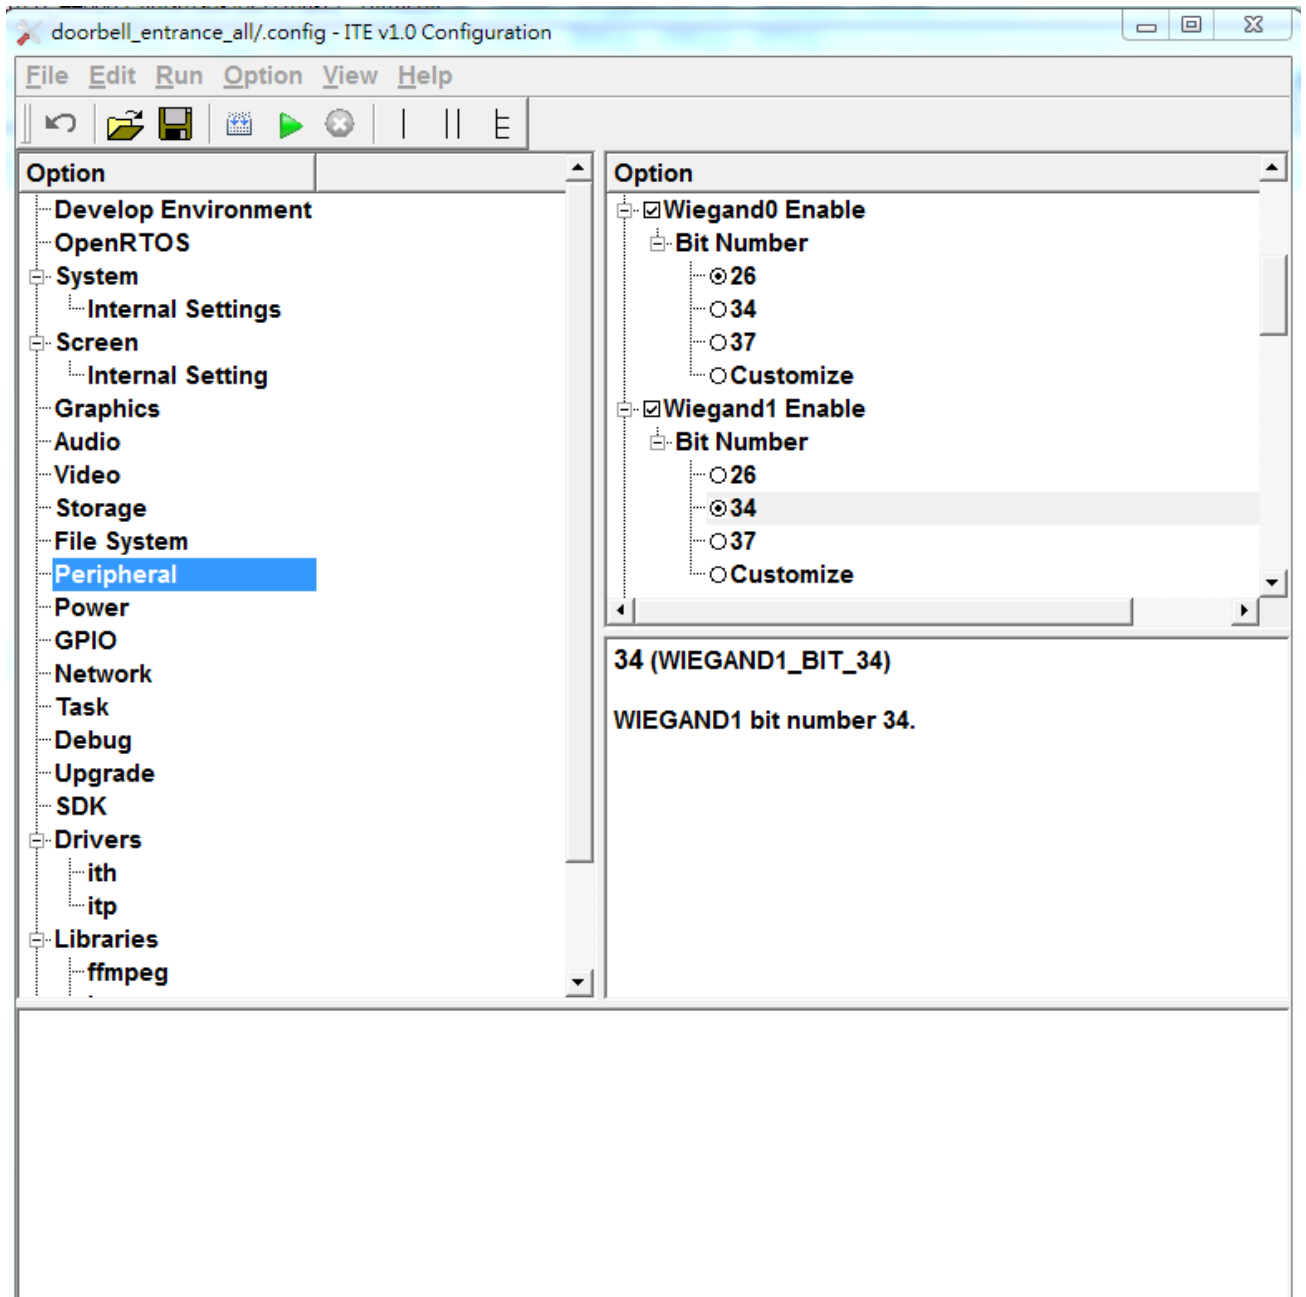 doorbell_entrance_all/.config - ITE v1.0 Configuration
File Edit Run Option View Help
Option
Develop Environment
OpenRTOS
System
Internal Settings
Screen
Internal Setting
Graphics
Audio
Video
Storage
File System
Peripheral
Power
GPIO
Network
Task
Debug
Upgrade
SDK
Drivers
ith
itp
Libraries
ffmpeg
Option
Wiegand0 Enable
Bit Number
26
34
37
Customize
Wiegand1 Enable
Bit Number
26
34
37
Customize
34 (WIEGAND1_BIT_34)
WIEGAND1 bit number 34.